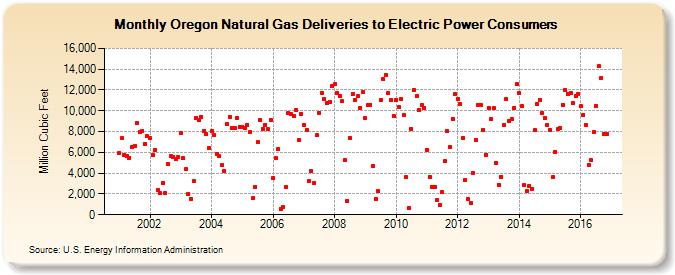 Monthly Oregon Natural Gas Deliveries to Electric Power Consumers
Million Cubic Feet
16,000
14,000
12,000
10,000
8,000
6,000
4,000
2,000
0
2002 2004 2006 2008 2010 2012 2014 2016
Source: U.S. Energy Information Administration